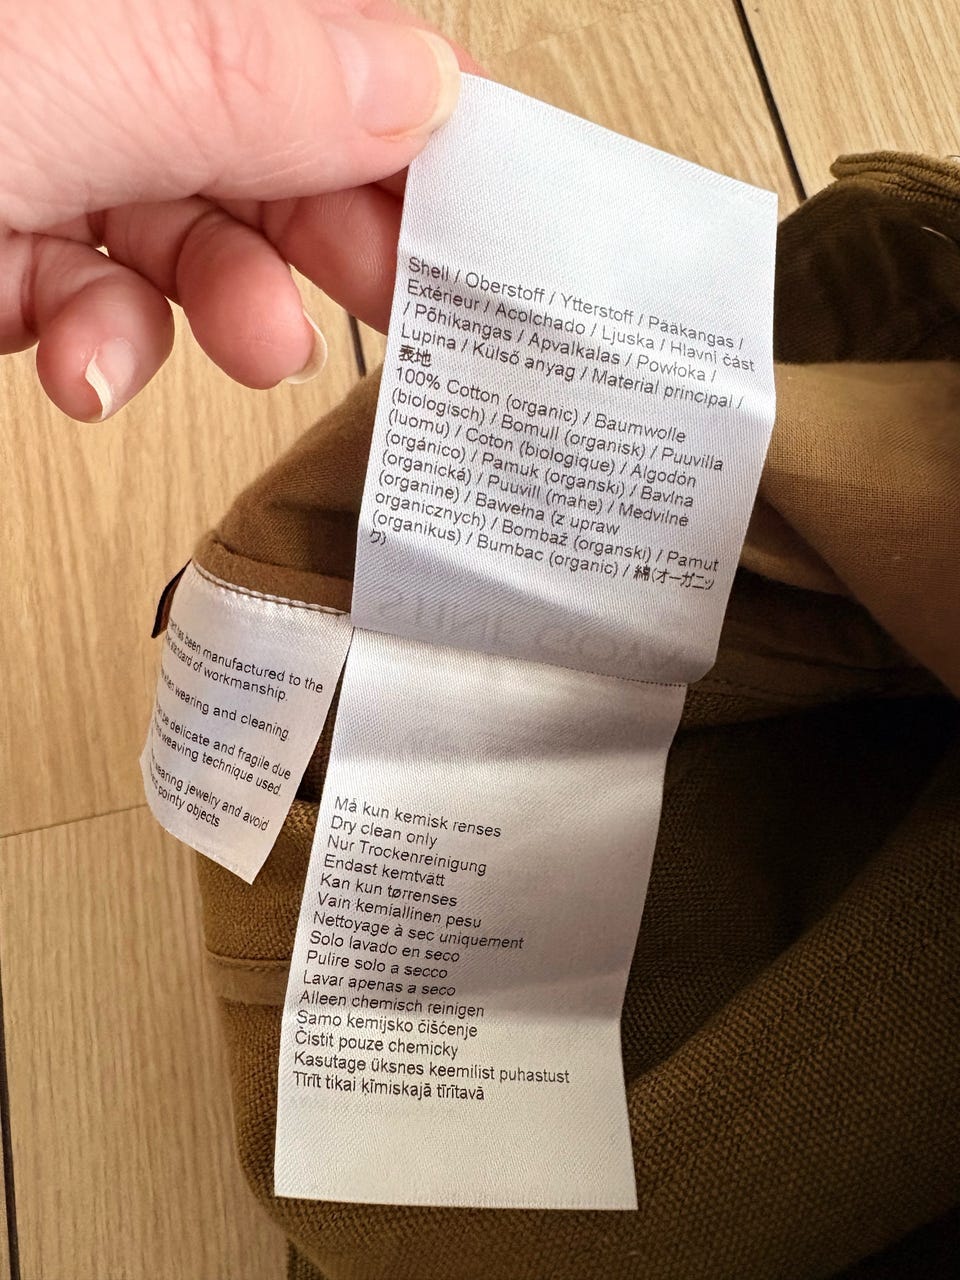 Shell / Oberstoff / Ytterstoff / Pääkangas /
Extérieur / Acolchado / Ljuska / Hlavní část
/ Põhikangas / Apvalkalas / Powłoka /
Lupina / Külső anyag / Material principal /
表地
100% Cotton (organic) / Baumwolle
(biologisch) / Bomull (organisk) / Puuvilla
(luomu) / Coton (biologique) / Algodón
(orgánico) / Pamuk (organski) / Bavlna
(organická) / Puuvill (mahe) / Medvilnė
(organinė) / Bawełna (z upraw
organicznych) / Bombaž (organski) / Pamut
(organikus) / Bumbac (organic) / 綿(オーガニッ
ク)
has been manufactured to the
standard of workmanship.
when wearing and cleaning
be delicate and fragile due
weaving technique used.
wearing jewelry and avoid
pointy objects
Må kun kemisk renses
Dry clean only
Nur Trockenreinigung
Endast kemtvätt
Kan kun tørrenses
Vain kemiallinen pesu
Nettoyage à sec uniquement
Solo lavado en seco
Pulire solo a secco
Lavar apenas a seco
Alleen chemisch reinigen
Samo kemijsko čišćenje
Čistit pouze chemicky
Kasutage üksnes keemilist puhastust
Tīrīt tikai ķīmiskajā tīrītavā